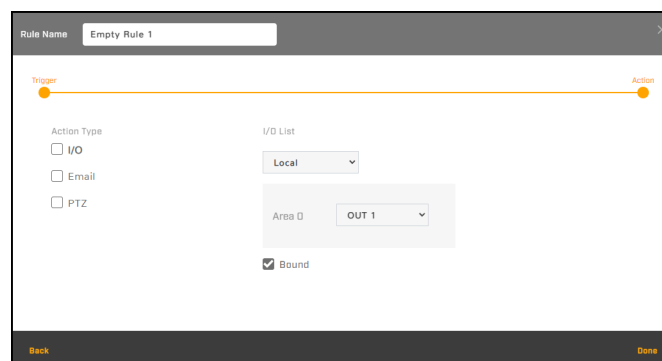 Rule Name Empty Rule 1
Trigger Action
Action Type I/O List
I/O
Local
Email
PTZ
Area 0 OUT 1
Bound
Back Done